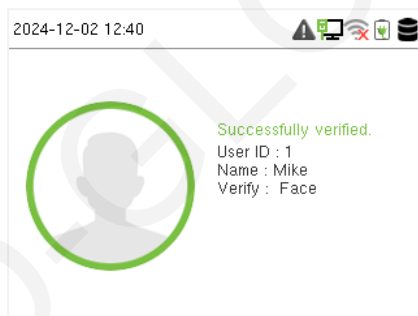 2024-12-02 12:40
Successfully verified.
User ID : 1
Name : Mike
Verify : Face